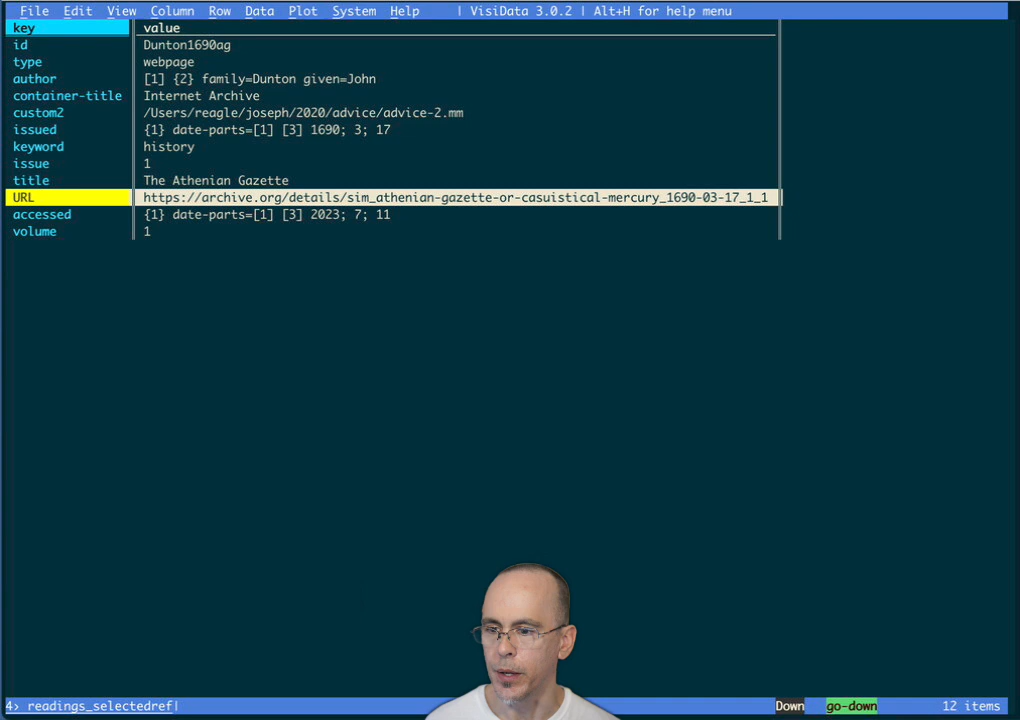 File Edit View Column Row Data Plot System Help | VisiData 3.0.2 | Alt+H for help menu
key value
id Dunton1690ag
type webpage
author [1] {2} family=Dunton given=John
container-title Internet Archive
custom2 /Users/reagle/joseph/2020/advice/advice-2.mm
issued {1} date-parts=[1] [3] 1690; 3; 17
keyword history
issue 1
title The Athenian Gazette
URL https://archive.org/details/sim_athenian-gazette-or-casuistical-mercury_1690-03-17_1_1
accessed {1} date-parts=[1] [3] 2023; 7; 11
volume 1
4> readings_selectedref| Down go-down 12 items